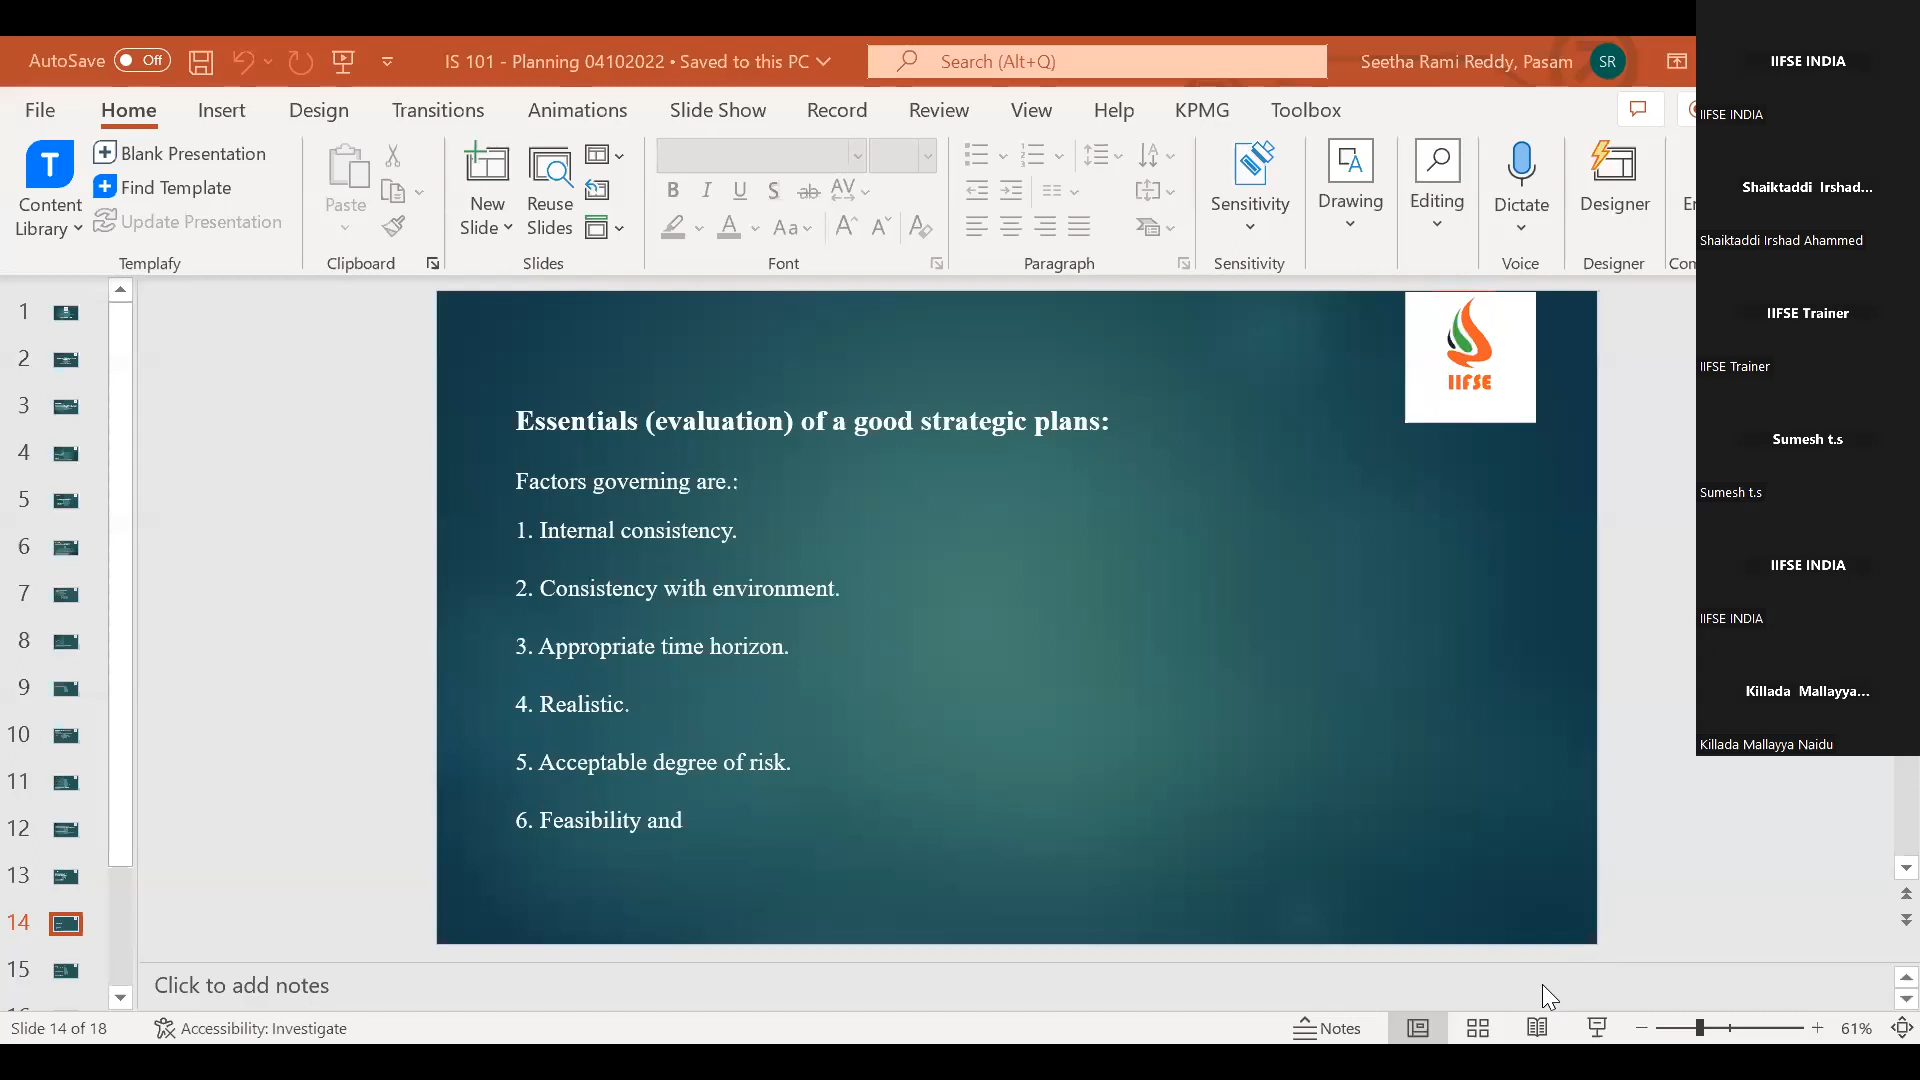 AutoSave Off
IS 101 - Planning 04102022 • Saved to this PC
Search (Alt+Q)
Seetha Rami Reddy, Pasam SR
File Home Insert Design Transitions Animations Slide Show Record Review View Help KPMG Toolbox
T
Content Library
Blank Presentation
Find Template
Update Presentation
Templafy
Paste
Clipboard
New Slide
Reuse Slides
Slides
B I U S ab AV
A Aa A A A
Font
Paragraph
Sensitivity
Sensitivity
Drawing
Editing
Dictate
Voice
Designer
Designer
1
2
3
4
5
6
7
8
9
10
11
12
13
14
15
IIFSE
Essentials (evaluation) of a good strategic plans:
Factors governing are.:
1. Internal consistency.
2. Consistency with environment.
3. Appropriate time horizon.
4. Realistic.
5. Acceptable degree of risk.
6. Feasibility and
Click to add notes
Slide 14 of 18 Accessibility: Investigate Notes 61%
IIFSE INDIA
IIFSE INDIA
Shaiktaddi Irshad...
Shaiktaddi Irshad Ahammed
IIFSE Trainer
IIFSE Trainer
Sumesh t.s
Sumesh t.s
IIFSE INDIA
IIFSE INDIA
Killada Mallayya...
Killada Mallayya Naidu